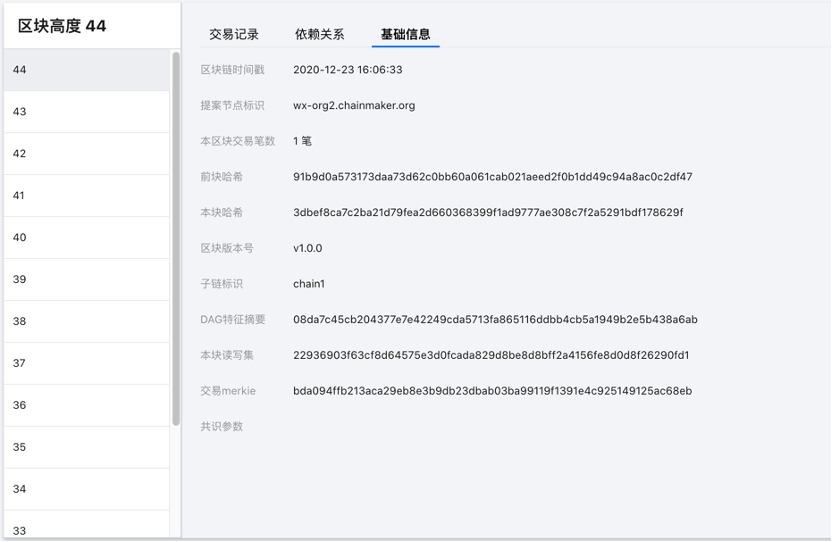 区块高度 44
44
43
42
41
40
39
38
37
36
35
34
33
交易记录 依赖关系 基础信息
区块链时间戳 2020-12-23 16:06:33
提案节点标识 wx-org2.chainmaker.org
本区块交易笔数 1 笔
前块哈希 91b9d0a573173daa73d62c0bb60a061cab021aeed2f0b1dd49c94a8ac0c2df47
本块哈希 3dbef8ca7c2ba21d79fea2d660368399f1ad9777ae308c7f2a5291bdf178629f
区块版本号 v1.0.0
子链标识 chain1
DAG特征摘要 08da7c45cb204377e7e42249cda5713fa865116ddbb4cb5a1949b2e5b438a6ab
本块读写集 22936903f63cf8d64575e3d0fcada829d8be8d8bff2a4156fe8d0d8f26290fd1
交易merkie bda094ffb213aca29eb8e3b9db23dbab03ba99119f1391e4c925149125ac68eb
共识参数